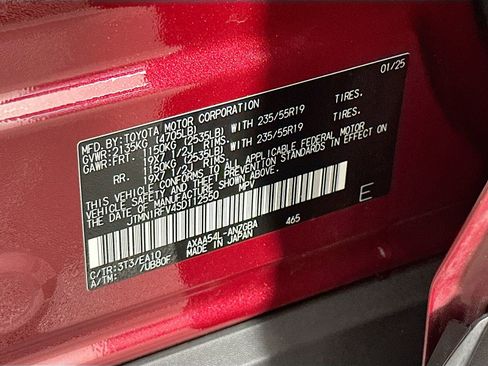 MFD.BY:TOYOTA MOTOR CORPORATION 01/25
GVWR:2135KG (4705LB)
GAWR:FRT. 1150KG (2535LB) WITH 235/55R19 TIRES.
19X7 1/2J RIMS.
RR. 1150KG (2535LB) WITH 235/55R19 TIRES.
19X7 1/2J RIMS.
THIS VEHICLE CONFORMS TO ALL APPLICABLE FEDERAL MOTOR
VEHICLE SAFETY AND THEFT PREVENTION STANDARDS IN EFFECT
ON THE DATE OF MANUFACTURE SHOWN ABOVE.
MPV E
C/TR:3T3/EA10 AXAA54L-ANZGBA 465
A/TM: /UB80F MADE IN JAPAN